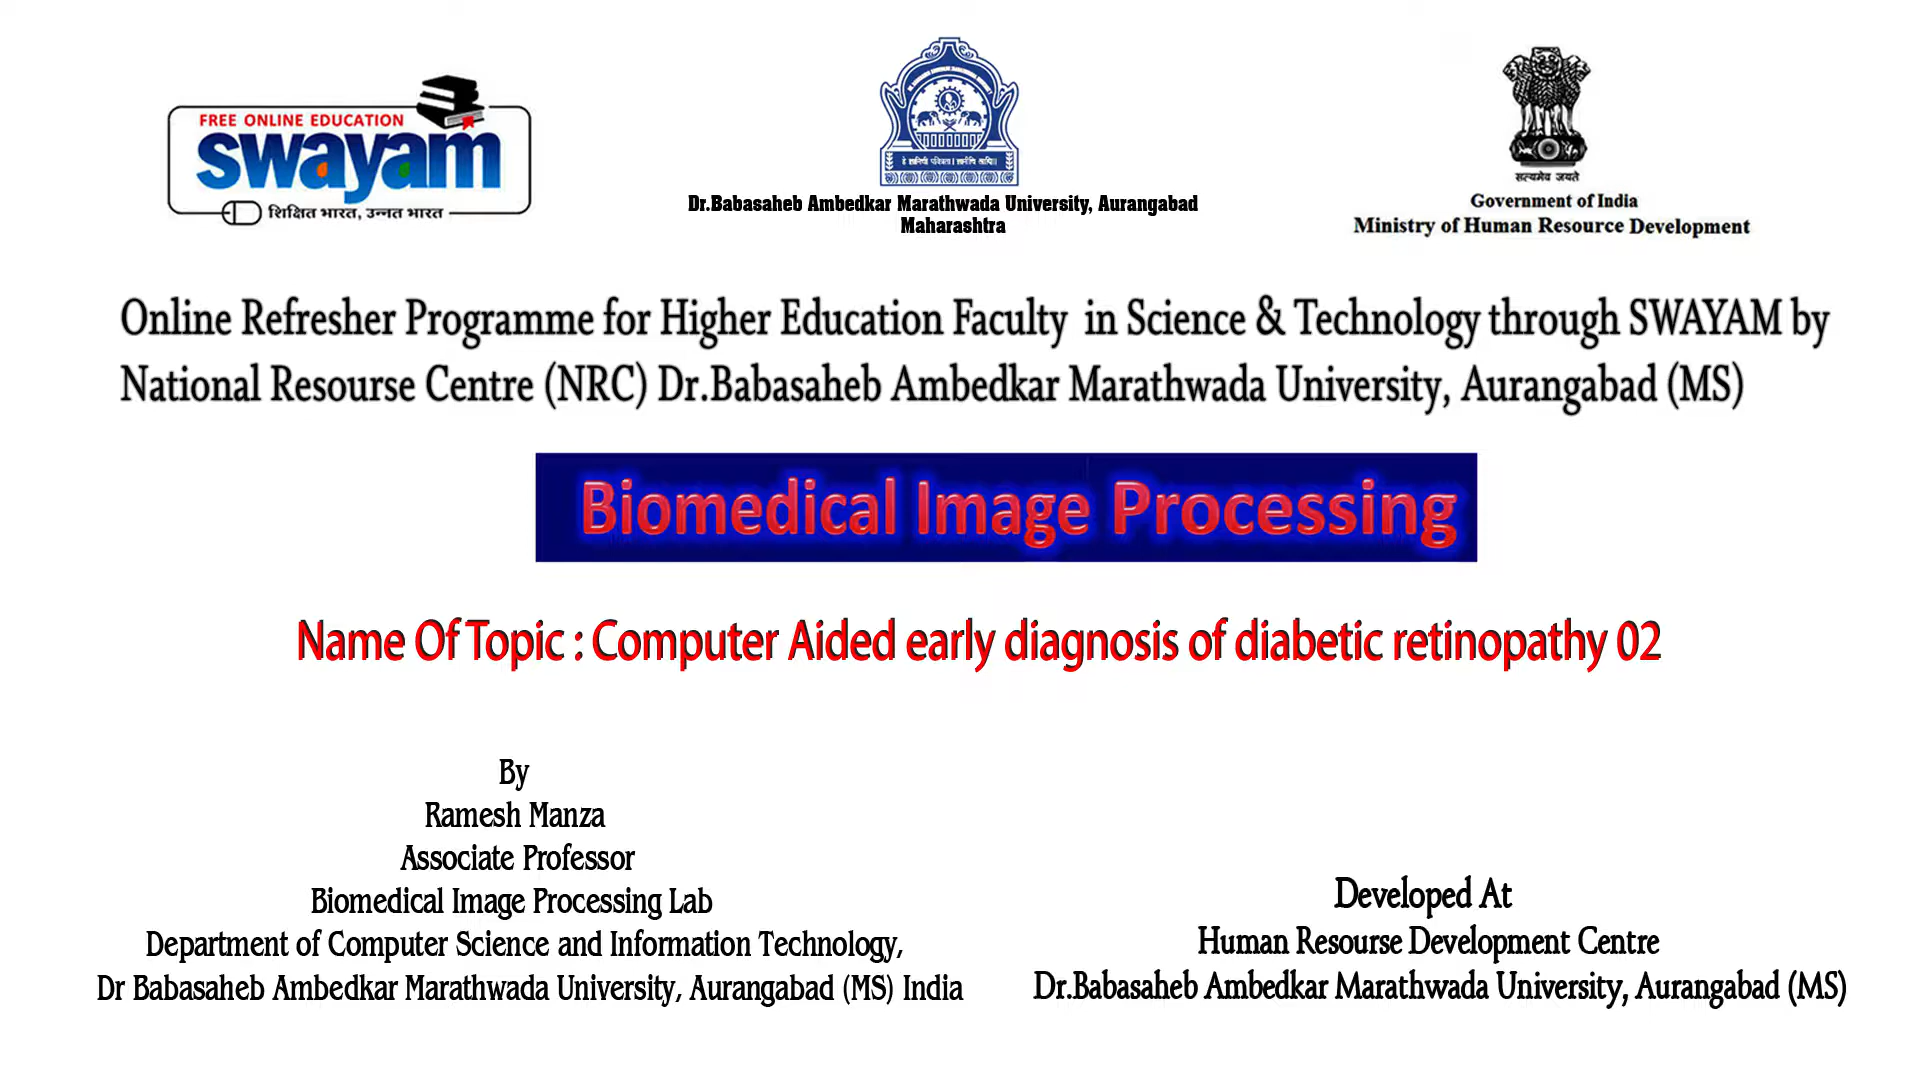 FREE ONLINE EDUCATION
swayam
शिक्षित भारत, उन्नत भारत
Dr.Babasaheb Ambedkar Marathwada University, Aurangabad
Maharashtra
सत्यमेव जयते
Government of India
Ministry of Human Resource Development
Online Refresher Programme for Higher Education Faculty in Science & Technology through SWAYAM by
National Resourse Centre (NRC) Dr.Babasaheb Ambedkar Marathwada University, Aurangabad (MS)
Biomedical Image Processing
Name Of Topic : Computer Aided early diagnosis of diabetic retinopathy 02
By
Ramesh Manza
Associate Professor
Biomedical Image Processing Lab
Department of Computer Science and Information Technology,
Dr Babasaheb Ambedkar Marathwada University, Aurangabad (MS) India
Developed At
Human Resourse Development Centre
Dr.Babasaheb Ambedkar Marathwada University, Aurangabad (MS)